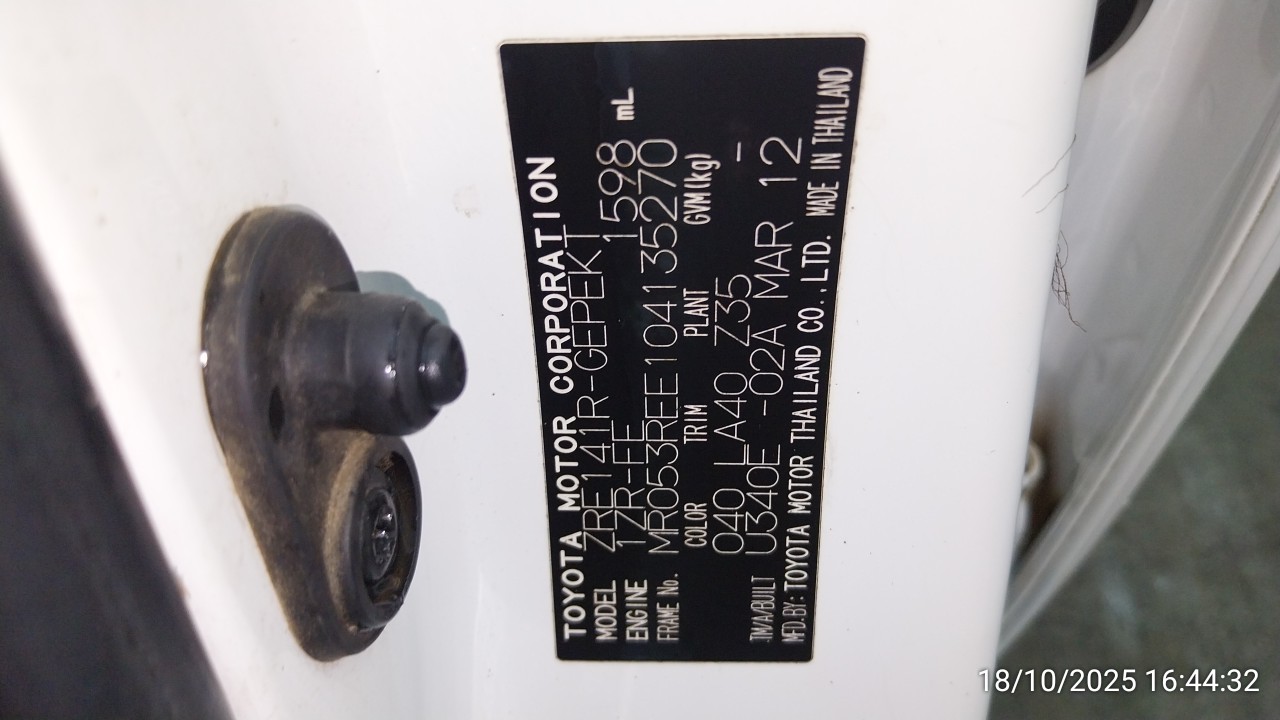 TOYOTA MOTOR CORPORATION
MODEL ZRE141R-GEPEKT
ENGINE 1ZR-FE 1598 mL
FRAME No. MR053REE104135270
COLOR TRIM PLANT GVM(kg)
040 LA40 Z35 -
T/M/A/BUILT U340E -02A MAR 12
MFD.BY: TOYOTA MOTOR THAILAND CO.,LTD. MADE IN THAILAND
18/10/2025 16:44:32